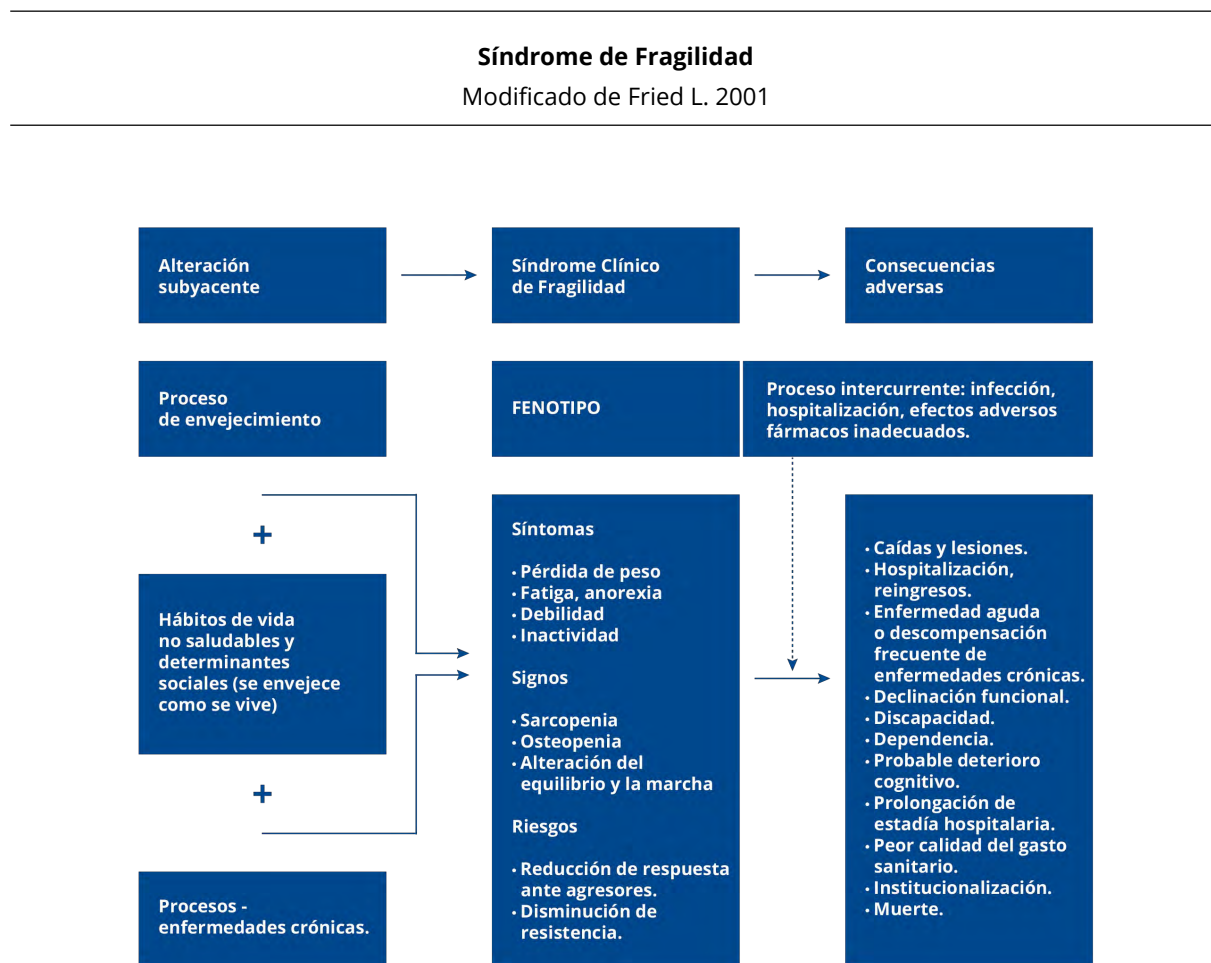 Síndrome de Fragilidad
Modificado de Fried L. 2001
Alteración
subyacente
Síndrome Clínico
de Fragilidad
Consecuencias
adversas
Proceso
de envejecimiento
FENOTIPO
Proceso intercurrente: infección,
hospitalización, efectos adversos
fármacos inadecuados.
+
Hábitos de vida
no saludables y
determinantes
sociales (se envejece
como se vive)
+
Procesos -
enfermedades crónicas.
Síntomas
• Pérdida de peso
• Fatiga, anorexia
• Debilidad
• Inactividad
Signos
• Sarcopenia
• Osteopenia
• Alteración del
equilibrio y la marcha
Riesgos
• Reducción de respuesta
ante agresores.
• Disminución de
resistencia.
• Caídas y lesiones.
• Hospitalización,
reingresos.
• Enfermedad aguda
o descompensación
frecuente de
enfermedades crónicas.
• Declinación funcional.
• Discapacidad.
• Dependencia.
• Probable deterioro
cognitivo.
• Prolongación de
estadía hospitalaria.
• Peor calidad del gasto
sanitario.
• Institucionalización.
• Muerte.